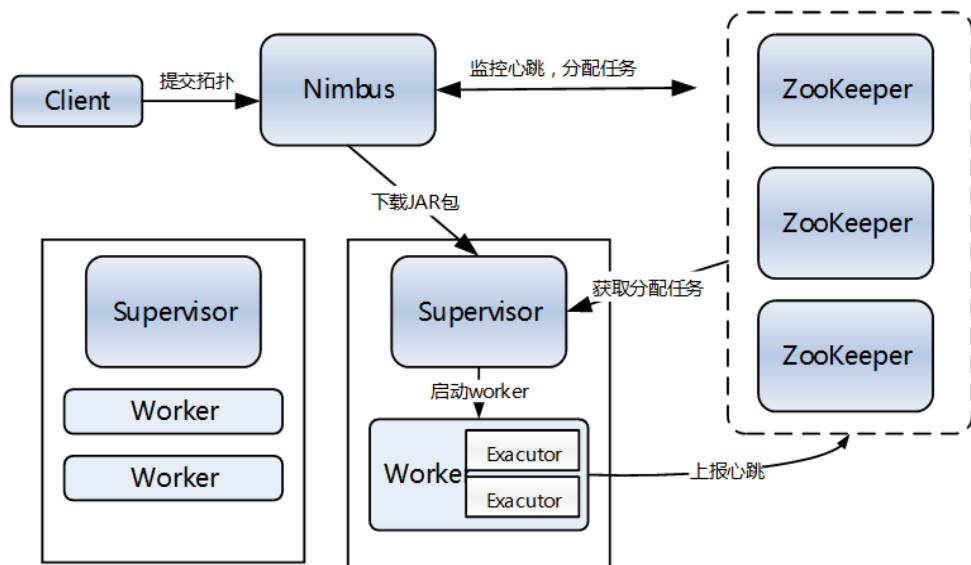 Client
提交拓扑
Nimbus
监控心跳，分配任务
ZooKeeper
ZooKeeper
ZooKeeper
下载JAR包
获取分配任务
Supervisor
Worker
Worker
Supervisor
启动worker
Worker
Exacutor
Exacutor
上报心跳